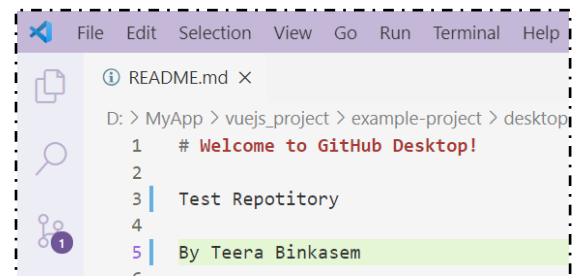 File Edit Selection View Go Run Terminal Help
README.md
D: > MyApp > vuejs_project > example-project > desktop
1 # Welcome to GitHub Desktop!
2
3 Test Repotitory
4
5 By Teera Binkasem
1